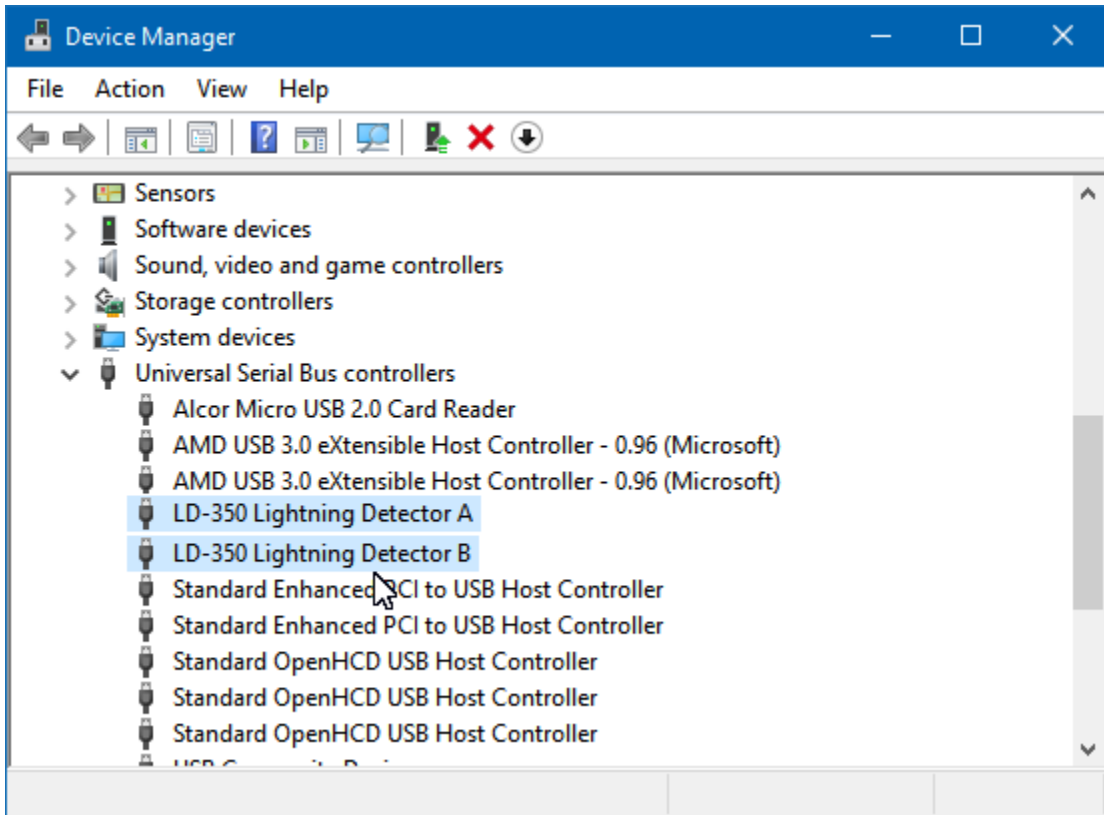 Device Manager
File Action View Help
Sensors
Software devices
Sound, video and game controllers
Storage controllers
System devices
Universal Serial Bus controllers
Alcor Micro USB 2.0 Card Reader
AMD USB 3.0 eXtensible Host Controller - 0.96 (Microsoft)
AMD USB 3.0 eXtensible Host Controller - 0.96 (Microsoft)
LD-350 Lightning Detector A
LD-350 Lightning Detector B
Standard Enhanced PCI to USB Host Controller
Standard Enhanced PCI to USB Host Controller
Standard OpenHCD USB Host Controller
Standard OpenHCD USB Host Controller
Standard OpenHCD USB Host Controller